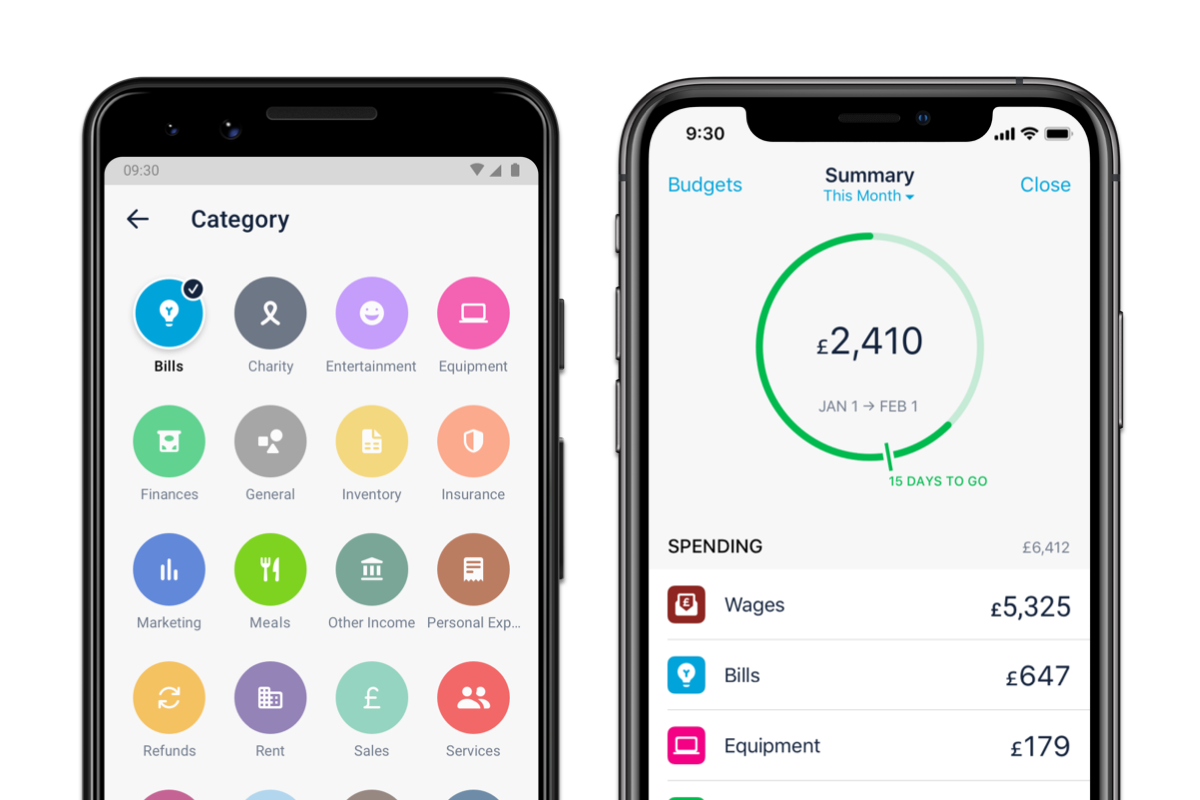 09:30
Category
Bills
Charity
Entertainment
Equipment
Finances
General
Inventory
Insurance
Marketing
Meals
Other Income
Personal Exp...
Refunds
Rent
£
Sales
Services
9:30
Budgets
Summary
Close
This Month
£2,410
JAN 1 → FEB 1
15 DAYS TO GO
SPENDING
£6,412
£
Wages
£5,325
Bills
£647
Equipment
£179